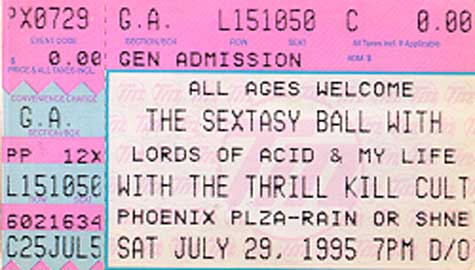 PX0729 G.A. L151050 C 0.00
EVENT CODE SECTION/BOX ROW SEAT All Taxes Incl. If Applicable
$ 0.00 GEN ADMISSION ADM $
PRICE & ALL TAXES INCL.
ALL AGES WELCOME
CONVENIENCE CHARGE
G.A. THE SEXTASY BALL WITH
SECTION/BOX
PP 12X LORDS OF ACID & MY LIFE
L151050 WITH THE THRILL KILL CULT
ROW SEAT
6021634 PHOENIX PLZA-RAIN OR SHNE
C25JUL5 SAT JULY 29, 1995 7PM D/O